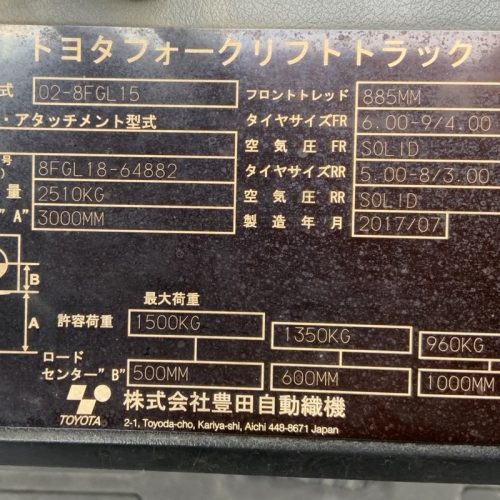 トヨタフォークリフトトラック
式 02-8FGL15 フロントトレッド 885MM
・アタッチメント型式 タイヤサイズFR 6.00-9/4.00
空気圧FR SOLID
号 8FGL18-64882 タイヤサイズRR 5.00-8/3.00
量 2510KG 空気圧RR SOLID
"A" 3000MM 製造年月 2017/07
B
A
最大荷重
許容荷重 1500KG 1350KG 960KG
ロード
センター"B" 500MM 600MM 1000MM
TOYOTA 株式会社豊田自動織機
2-1, Toyoda-cho, Kariya-shi, Aichi 448-8671 Japan